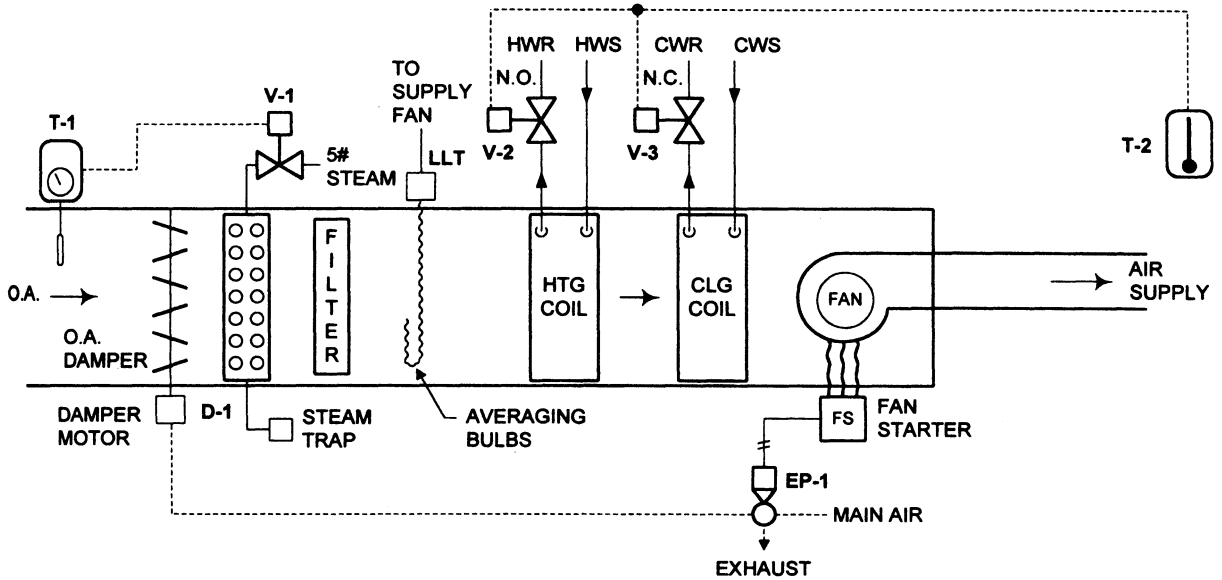 HWR
HWS
CWR
CWS
TO
SUPPLY
FAN
N.O.
N.C.
V-1
T-1
V-2
V-3
T-2
5#
STEAM
LLT
FILTER
HTG
COIL
CLG
COIL
FAN
AIR
SUPPLY
O.A.
O.A.
DAMPER
DAMPER
MOTOR
D-1
STEAM
TRAP
AVERAGING
BULBS
FS
FAN
STARTER
EP-1
MAIN AIR
EXHAUST